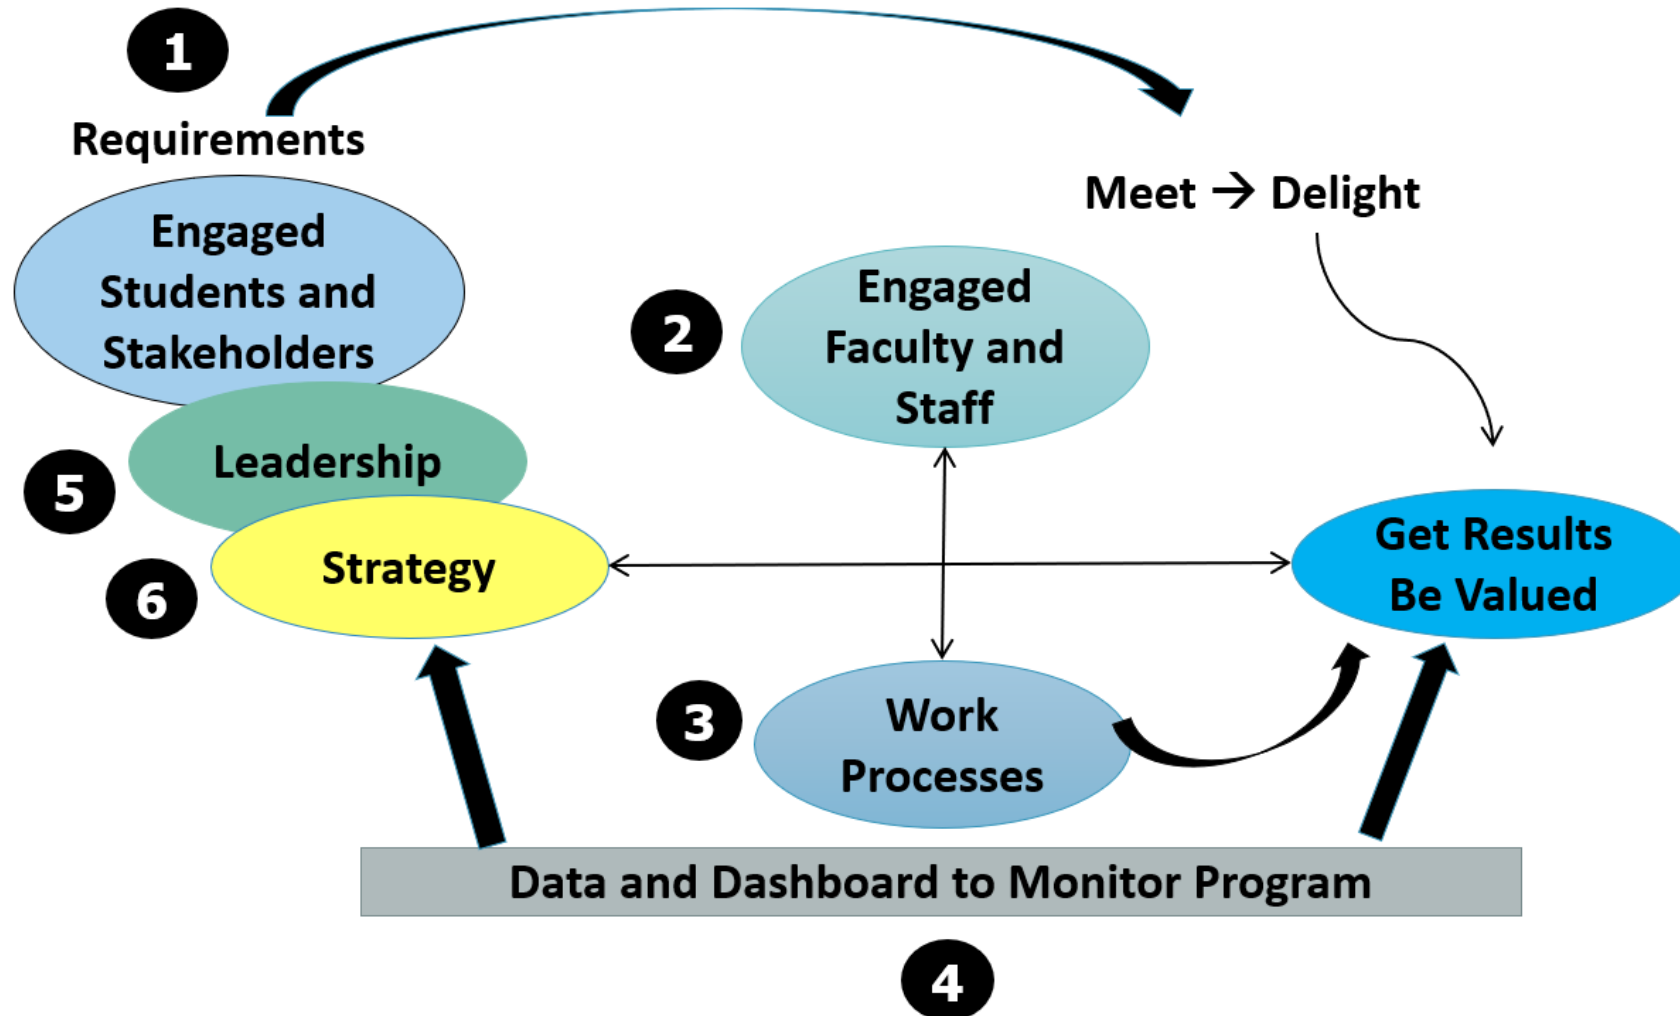 1
Requirements
Engaged
Students and
Stakeholders
Meet → Delight
2
Engaged
Faculty and
Staff
5
Leadership
6
Strategy
Get Results
Be Valued
3
Work
Processes
Data and Dashboard to Monitor Program
4